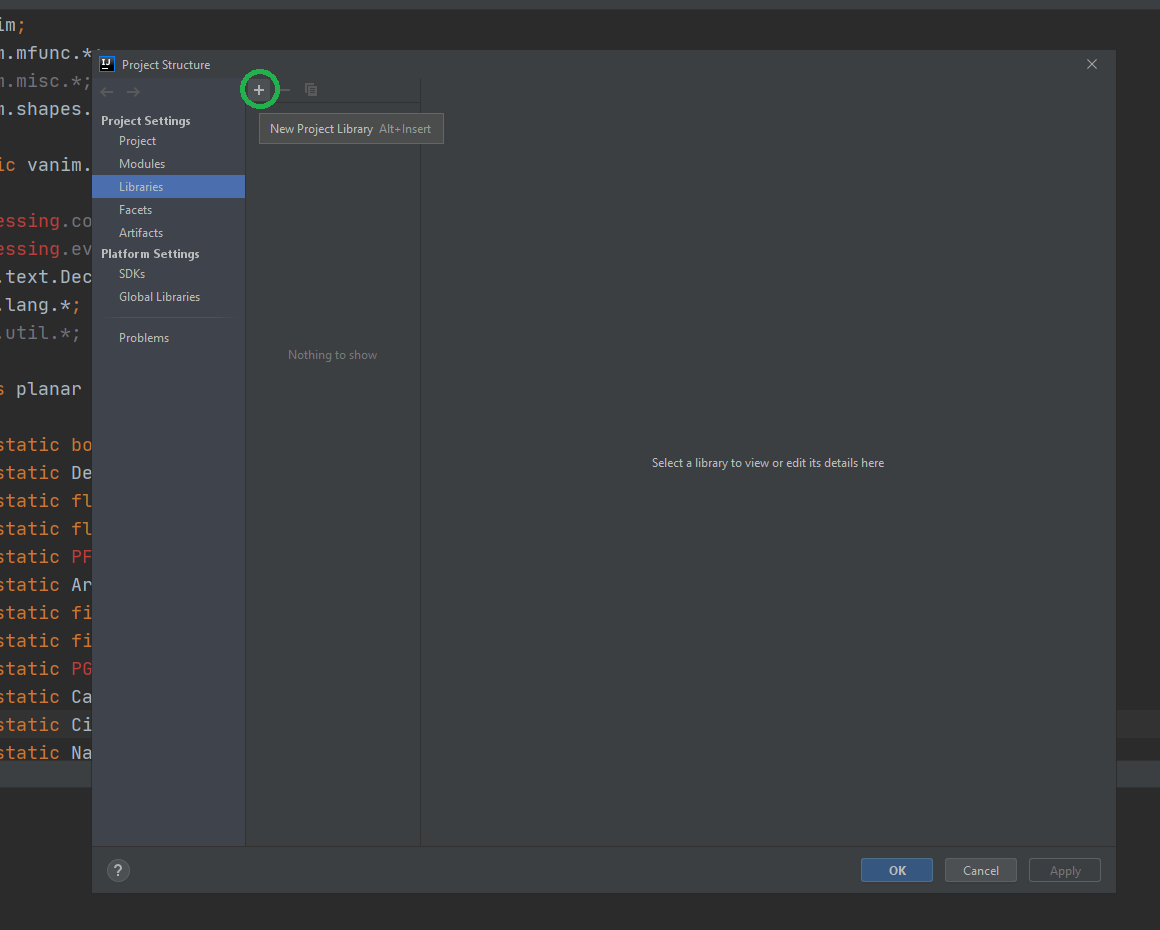 im;
m.mfunc.*;
Project Structure
m.misc.*;
m.shapes.
New Project Library Alt+Insert
Project Settings
Project
Modules
ic vanim.
Libraries
Facets
essing.co
Artifacts
essing.ev
Platform Settings
.text.Dec
SDKs
Global Libraries
.lang.*;
.util.*;
Problems
Nothing to show
s planar
static bo
Select a library to view or edit its details here
static De
static fl
static fl
static PF
static Ar
static fi
static fi
static PG
static Ca
static Ci
static Na
?
OK
Cancel
Apply